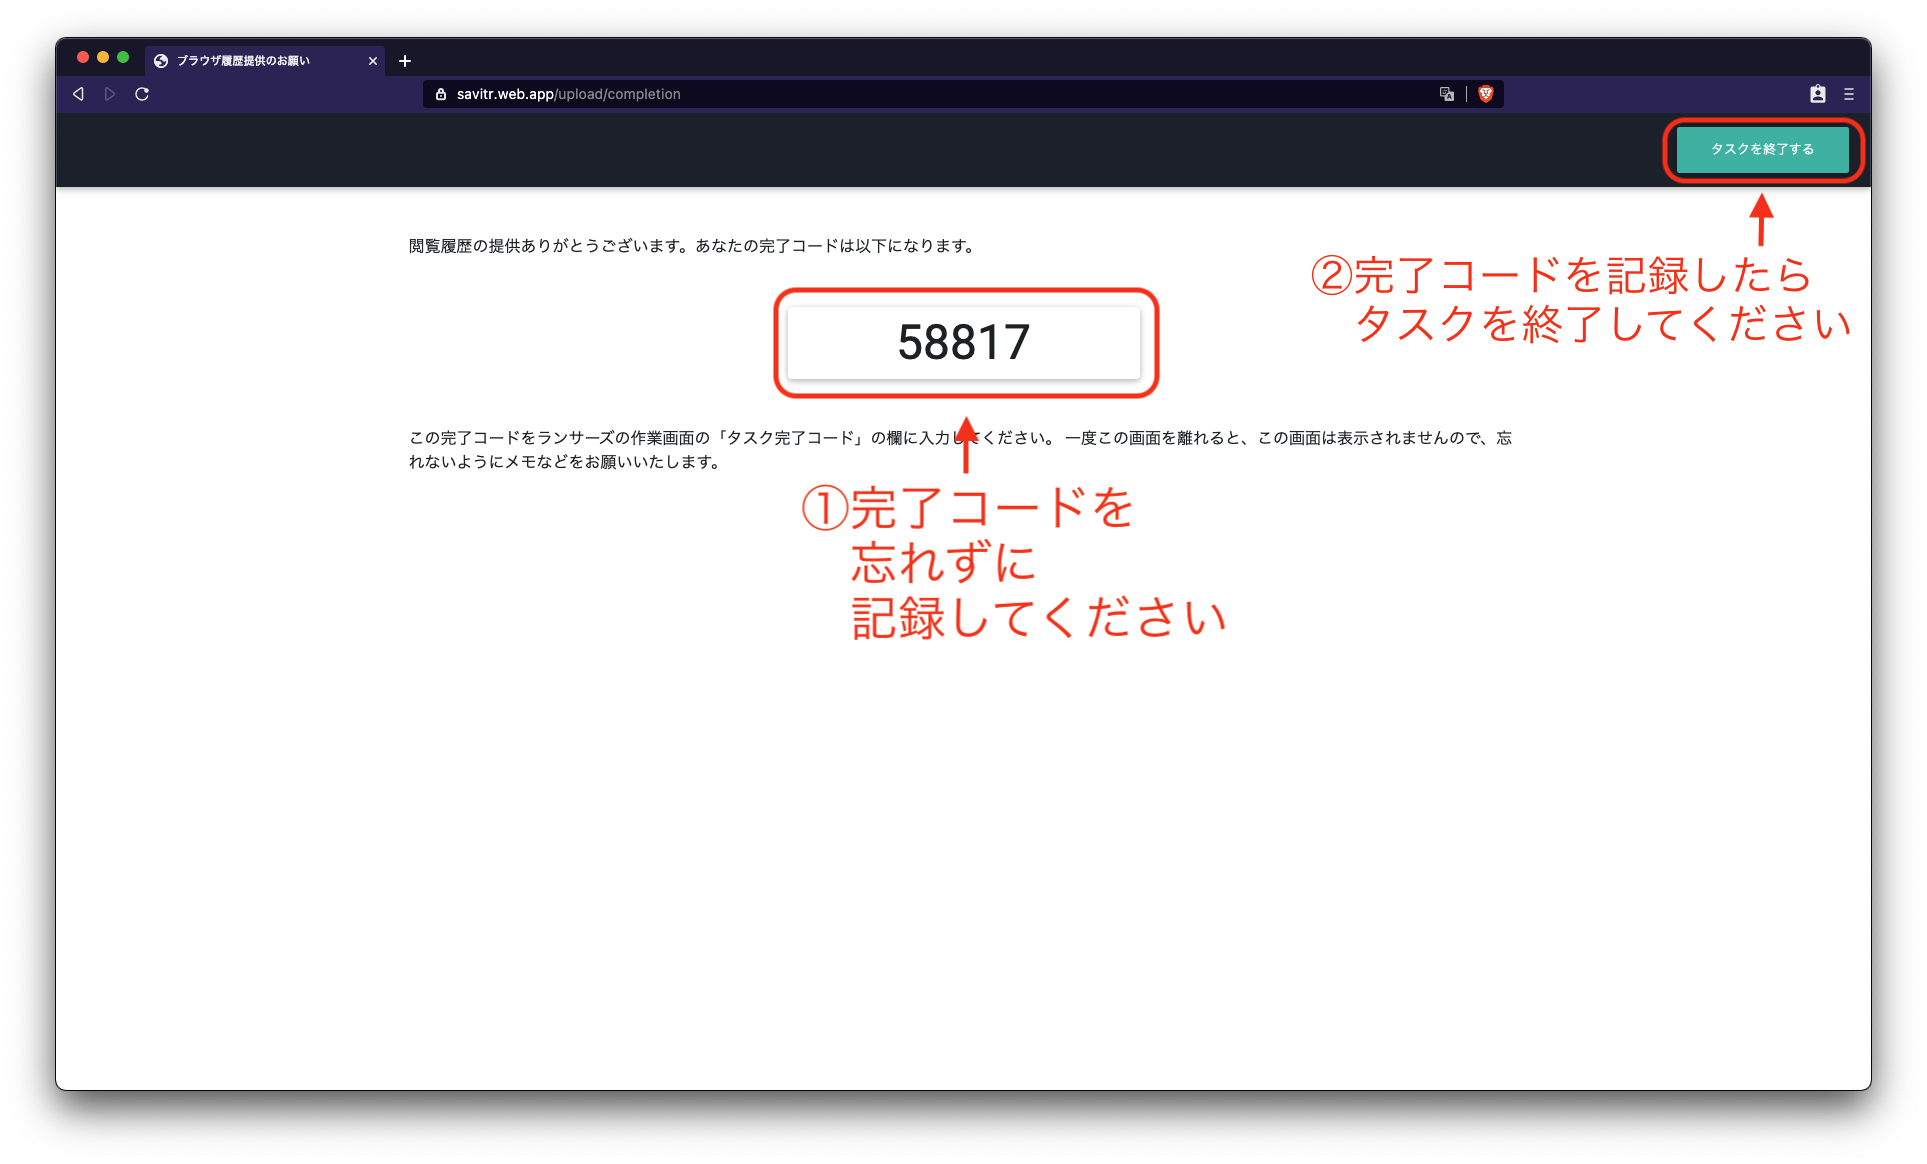 ブラウザ履歴提供のお願い
savitr.web.app/upload/completion
タスクを終了する
閲覧履歴の提供ありがとうございます。あなたの完了コードは以下になります。
②完了コードを記録したら
タスクを終了してください
58817
この完了コードをランサーズの作業画面の「タスク完了コード」の欄に入力してください。 一度この画面を離れると、この画面は表示されませんので、忘
れないようにメモなどをお願いいたします。
①完了コードを
忘れずに
記録してください